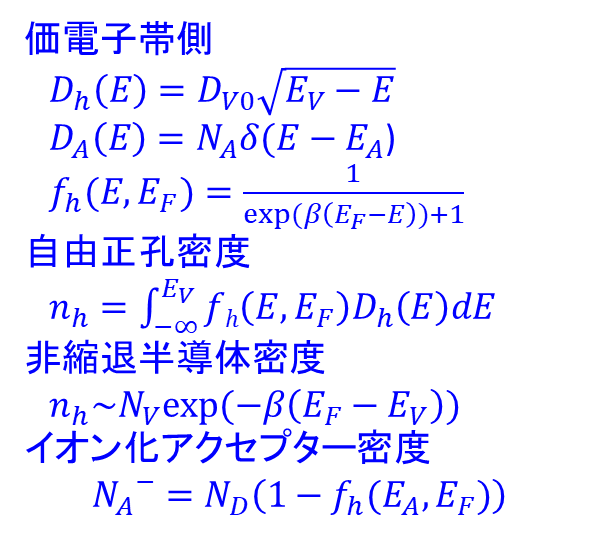 価電子帯側
D_h(E) = D_{V0}√(E_V − E)
D_A(E) = N_Aδ(E − E_A)
f_h(E, E_F) = 1/(exp(β(E_F−E))+1)
自由正孔密度
n_h = ∫_{−∞}^{E_V} f_h(E, E_F)D_h(E)dE
非縮退半導体密度
n_h~N_V exp(−β(E_F − E_V))
イオン化アクセプター密度
N_A^− = N_D(1 − f_h(E_A, E_F))